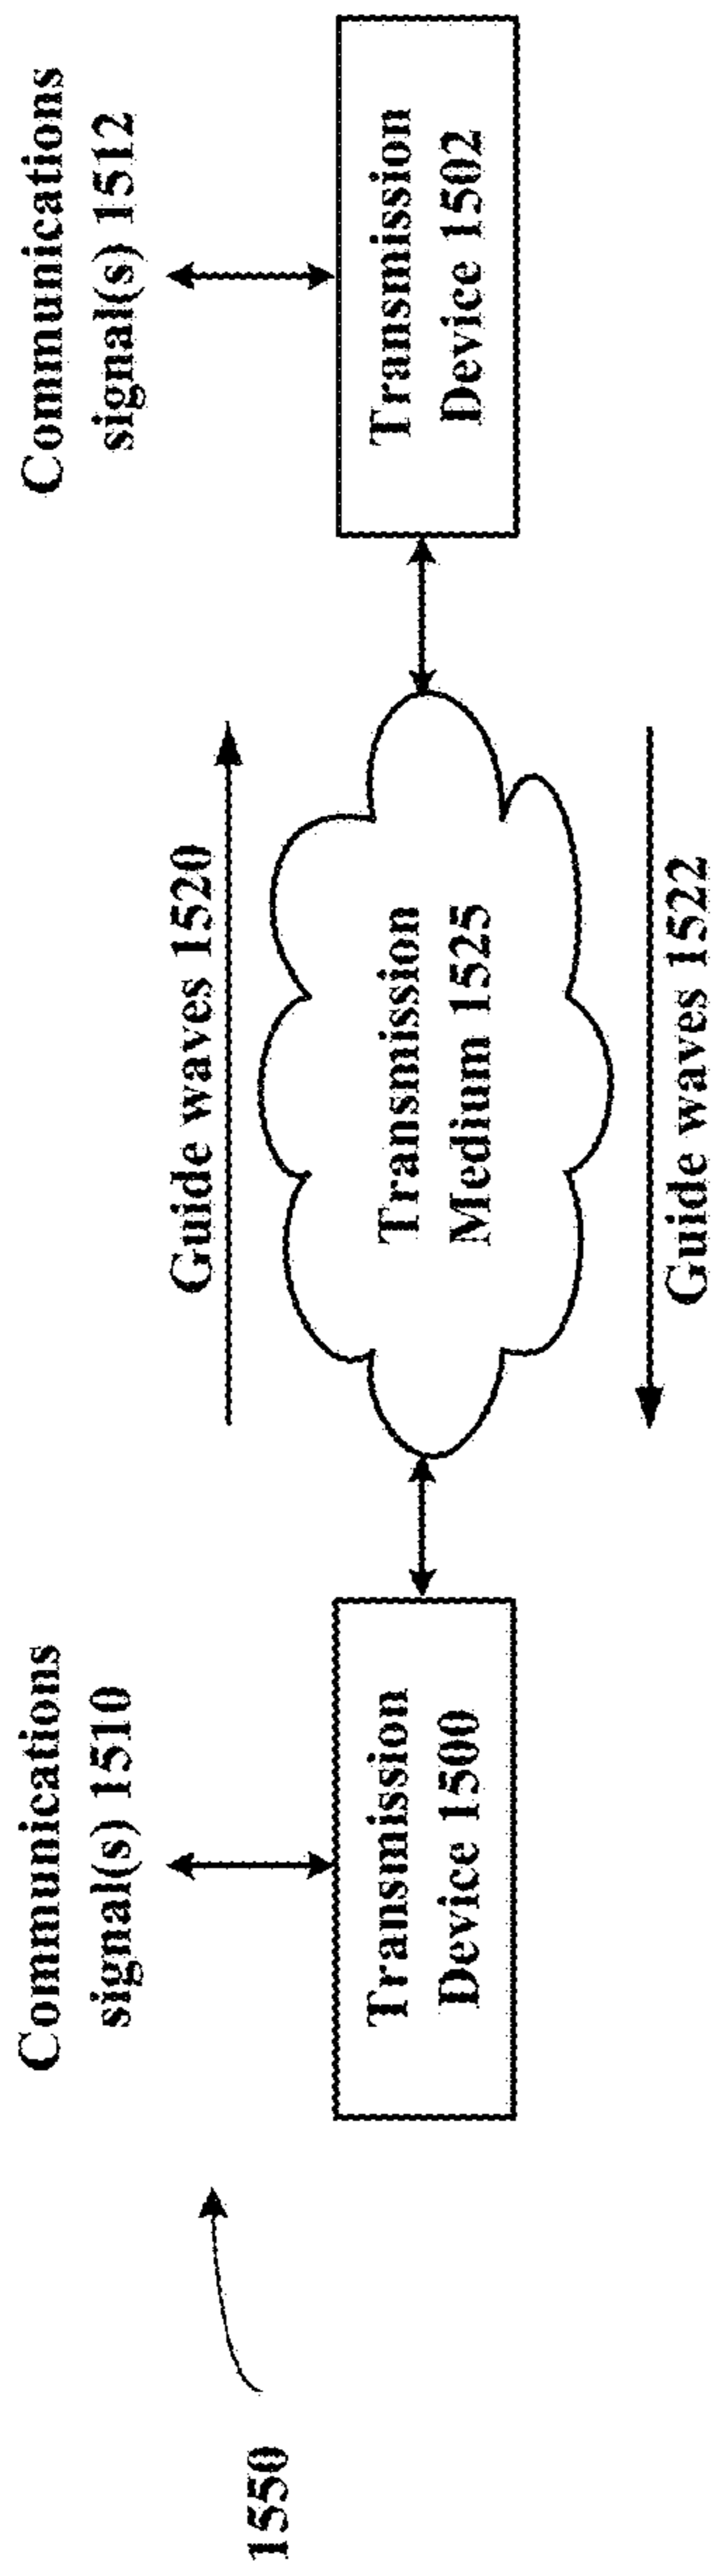 1550
Communications
signal(s) 1510
Transmission
Device 1500
Guide waves 1520
Transmission
Medium 1525
Guide waves 1522
Communications
signal(s) 1512
Transmission
Device 1502